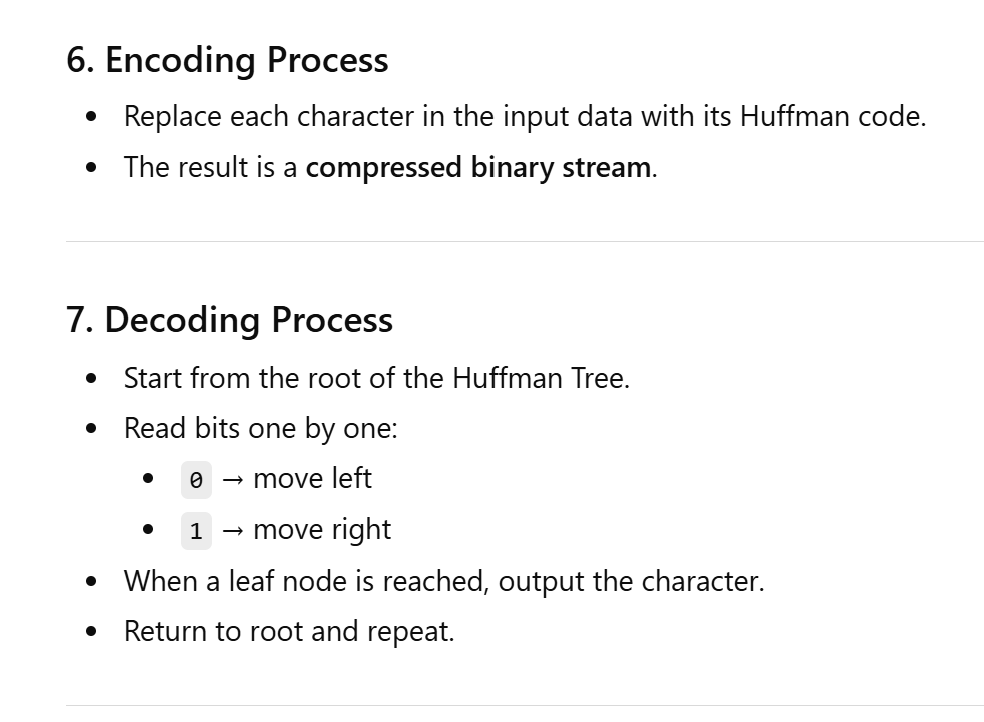 6. Encoding Process
• Replace each character in the input data with its Huffman code.
• The result is a compressed binary stream.
7. Decoding Process
• Start from the root of the Huffman Tree.
• Read bits one by one:
• 0 → move left
• 1 → move right
• When a leaf node is reached, output the character.
• Return to root and repeat.